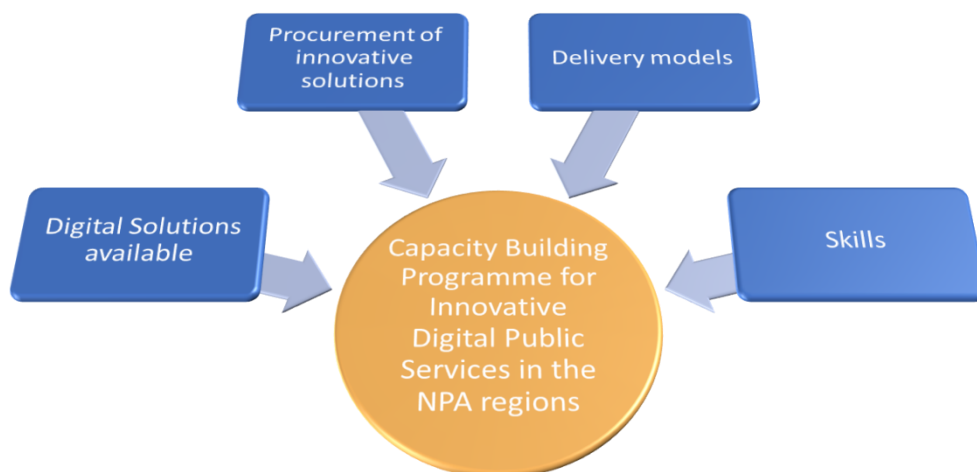 Procurement of
innovative
solutions
Delivery models
Digital Solutions
available
Skills
Capacity Building
Programme for
Innovative
Digital Public
Services in the
NPA regions